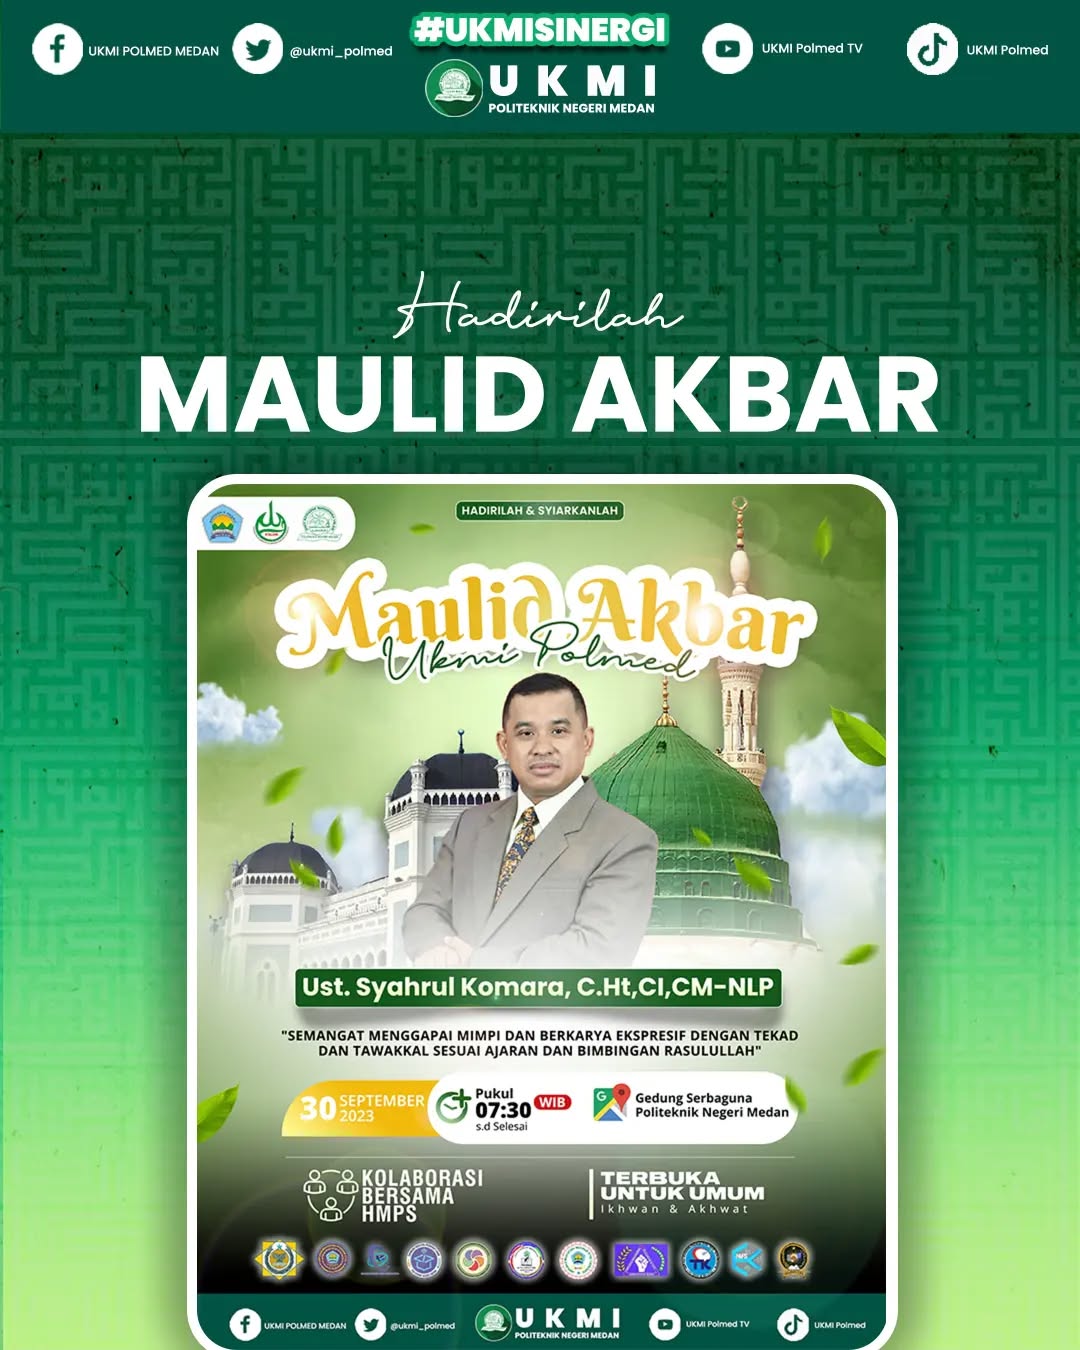 #UKMISINERGI
UKMI POLMED MEDAN
@ukmi_polmed
UKMI
POLITEKNIK NEGERI MEDAN
UKMI Polmed TV
UKMI Polmed
Hadirilah
MAULID AKBAR
HADIRILAH & SYIARKANLAH
Maulid Akbar
Ukmi Polmed
Ust. Syahrul Komara, C.Ht,CI,CM-NLP
"SEMANGAT MENGGAPAI MIMPI DAN BERKARYA EKSPRESIF DENGAN TEKAD
DAN TAWAKKAL SESUAI AJARAN DAN BIMBINGAN RASULULLAH"
30 SEPTEMBER
2023
Pukul
07:30 WIB
s.d Selesai
Gedung Serbaguna
Politeknik Negeri Medan
KOLABORASI
BERSAMA
HMPS
TERBUKA
UNTUK UMUM
Ikhwan & Akhwat
UKMI POLMED MEDAN
@ukmi_polmed
UKMI
POLITEKNIK NEGERI MEDAN
UKMI Polmed TV
UKMI Polmed